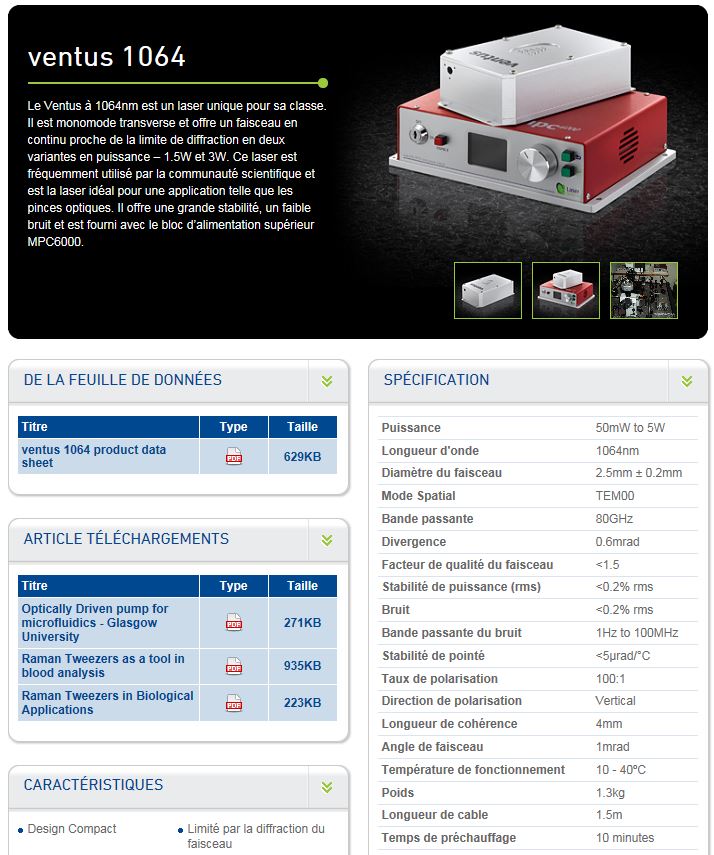 ventus 1064
Le Ventus à 1064nm est un laser unique pour sa classe.
Il est monomode transverse et offre un faisceau en
continu proche de la limite de diffraction en deux
variantes en puissance – 1.5W et 3W. Ce laser est
fréquemment utilisé par la communauté scientifique et
est la laser idéal pour une application telle que les
pinces optiques. Il offre une grande stabilité, un faible
bruit et est fourni avec le bloc d'alimentation supérieur
MPC6000.
ventus
Laser
DE LA FEUILLE DE DONNÉES
Titre Type Taille
ventus 1064 product data
sheet
PDF
629KB
ARTICLE TÉLÉCHARGEMENTS
Titre Type Taille
Optically Driven pump for
microfluidics - Glasgow
University
PDF
271KB
Raman Tweezers as a tool in
blood analysis
PDF
935KB
Raman Tweezers in Biological
Applications
PDF
223KB
CARACTÉRISTIQUES
Design Compact
Limité par la diffraction du
faisceau
SPÉCIFICATION
Puissance 50mW to 5W
Longueur d'onde 1064nm
Diamètre du faisceau 2.5mm ± 0.2mm
Mode Spatial TEM00
Bande passante 80GHz
Divergence 0.6mrad
Facteur de qualité du faisceau <1.5
Stabilité de puissance (rms) <0.2% rms
Bruit <0.2% rms
Bande passante du bruit 1Hz to 100MHz
Stabilité de pointé <5µrad/°C
Taux de polarisation 100:1
Direction de polarisation Vertical
Longueur de cohérence 4mm
Angle de faisceau 1mrad
Température de fonctionnement 10 - 40ºC
Poids 1.3kg
Longueur de cable 1.5m
Temps de préchauffage 10 minutes